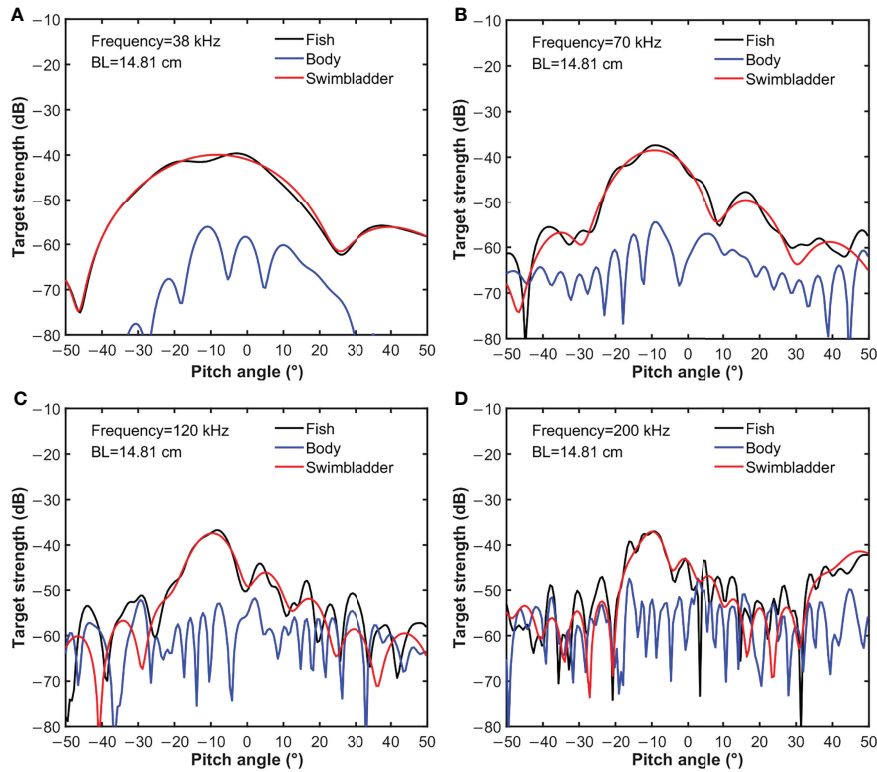 A
Frequency=38 kHz
BL=14.81 cm
Fish
Body
Swimbladder
Target strength (dB)
−10
−20
−30
−40
−50
−60
−70
−80
−50 −40 −30 −20 −10 0 10 20 30 40 50
Pitch angle (°)
B
Frequency=70 kHz
BL=14.81 cm
Fish
Body
Swimbladder
Target strength (dB)
−10
−20
−30
−40
−50
−60
−70
−80
−50 −40 −30 −20 −10 0 10 20 30 40 50
Pitch angle (°)
C
Frequency=120 kHz
BL=14.81 cm
Fish
Body
Swimbladder
Target strength (dB)
−10
−20
−30
−40
−50
−60
−70
−80
−50 −40 −30 −20 −10 0 10 20 30 40 50
Pitch angle (°)
D
Frequency=200 kHz
BL=14.81 cm
Fish
Body
Swimbladder
Target strength (dB)
−10
−20
−30
−40
−50
−60
−70
−80
−50 −40 −30 −20 −10 0 10 20 30 40 50
Pitch angle (°)